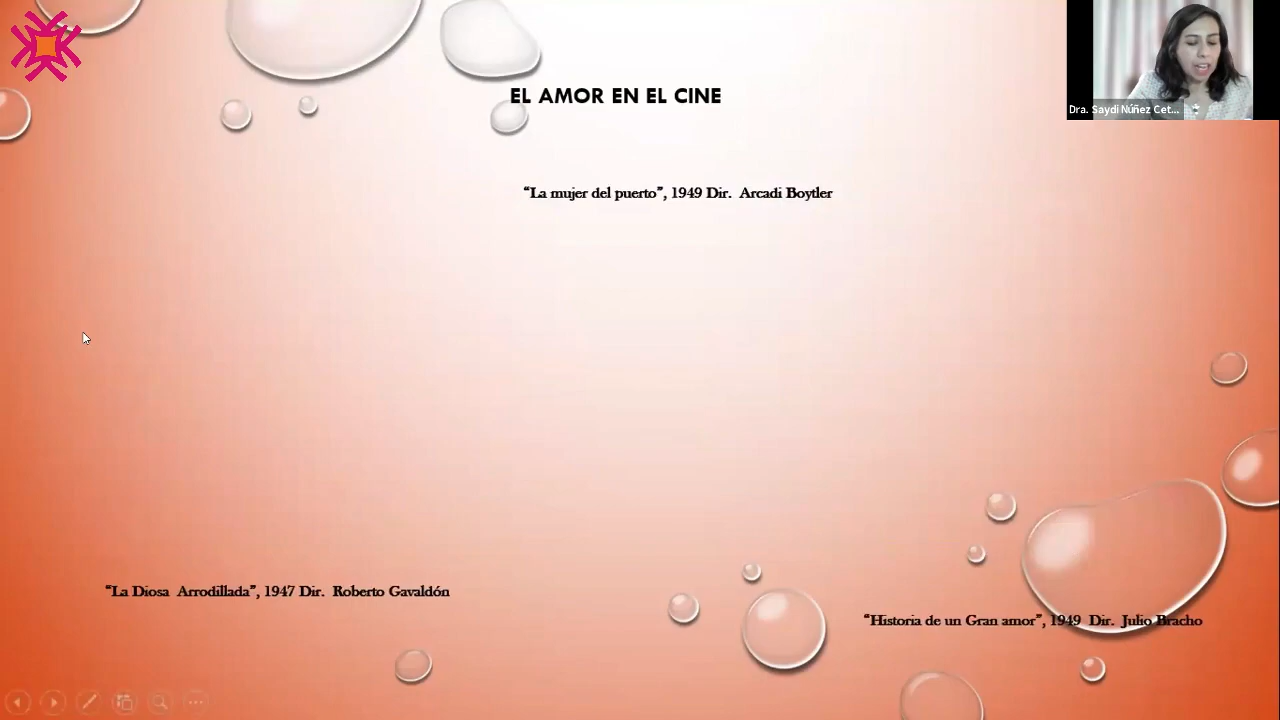 Dra. Saydi Núñez Cet...
EL AMOR EN EL CINE
“La mujer del puerto”, 1949 Dir. Arcadi Boytler
“La Diosa Arrodillada”, 1947 Dir. Roberto Gavaldón
“Historia de un Gran amor”, 1949 Dir. Julio Bracho